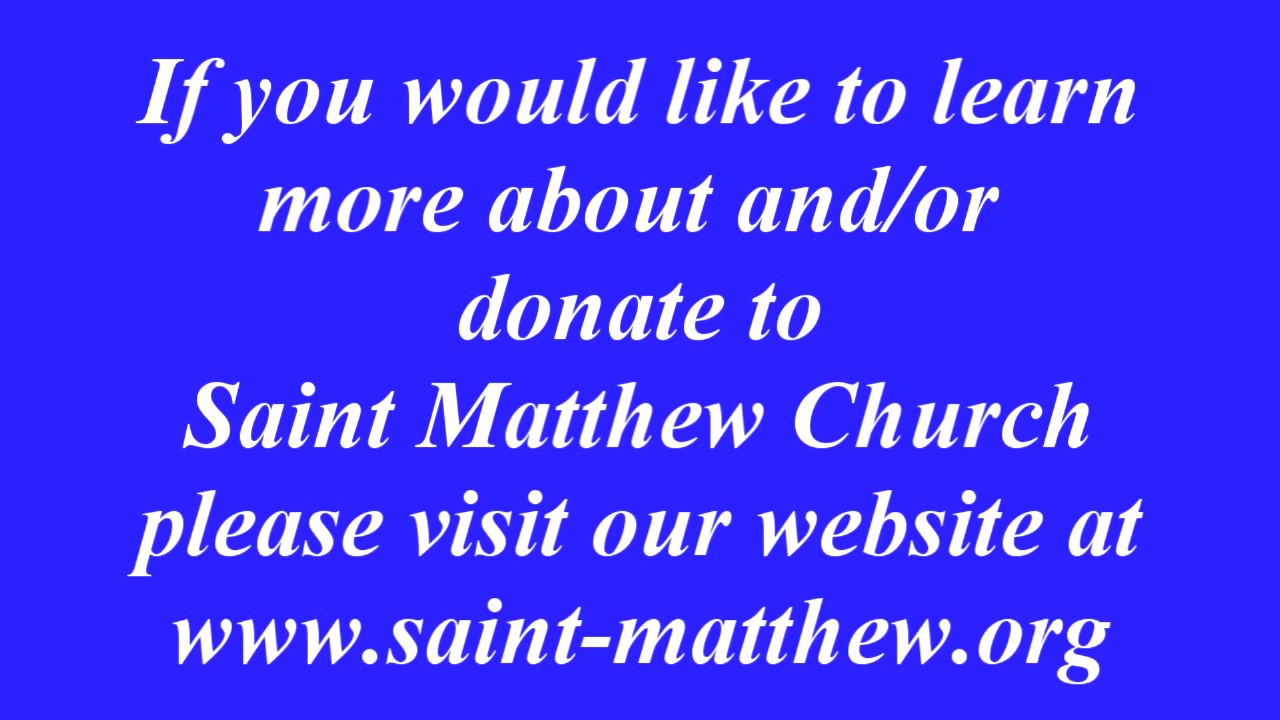 If you would like to learn
more about and/or
donate to
Saint Matthew Church
please visit our website at
www.saint-matthew.org